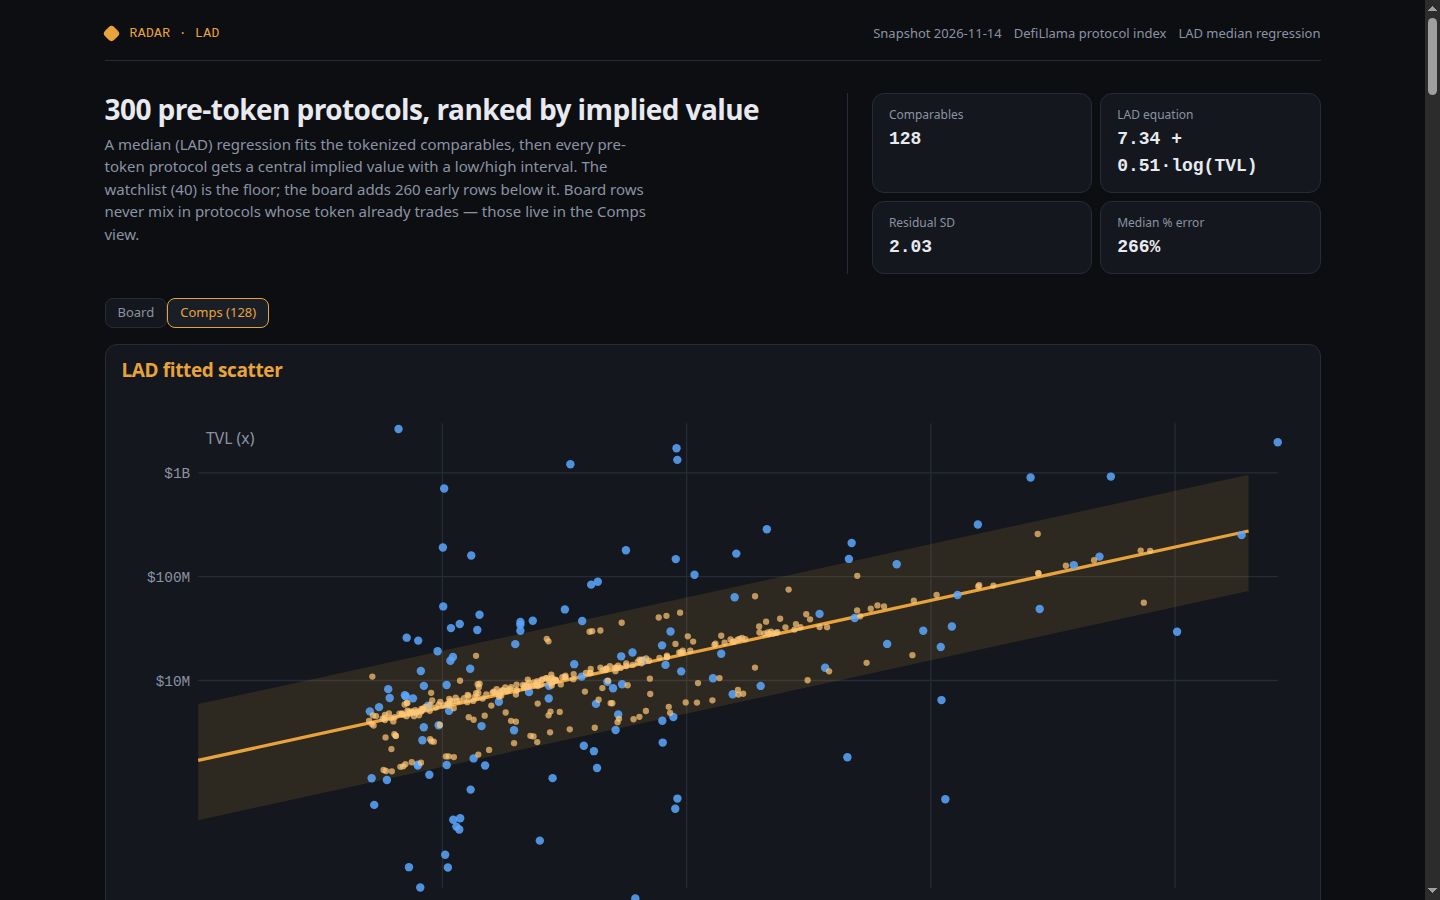 RADAR · LAD
Snapshot 2026-11-14 DefiLlama protocol index LAD median regression
300 pre-token protocols, ranked by implied value
A median (LAD) regression fits the tokenized comparables, then every pre-
token protocol gets a central implied value with a low/high interval. The
watchlist (40) is the floor; the board adds 260 early rows below it. Board rows
never mix in protocols whose token already trades — those live in the Comps
view.
Comparables
128
LAD equation
7.34 +
0.51·log(TVL)
Residual SD
2.03
Median % error
266%
Board
Comps (128)
LAD fitted scatter
TVL (x)
$1B
$100M
$10M